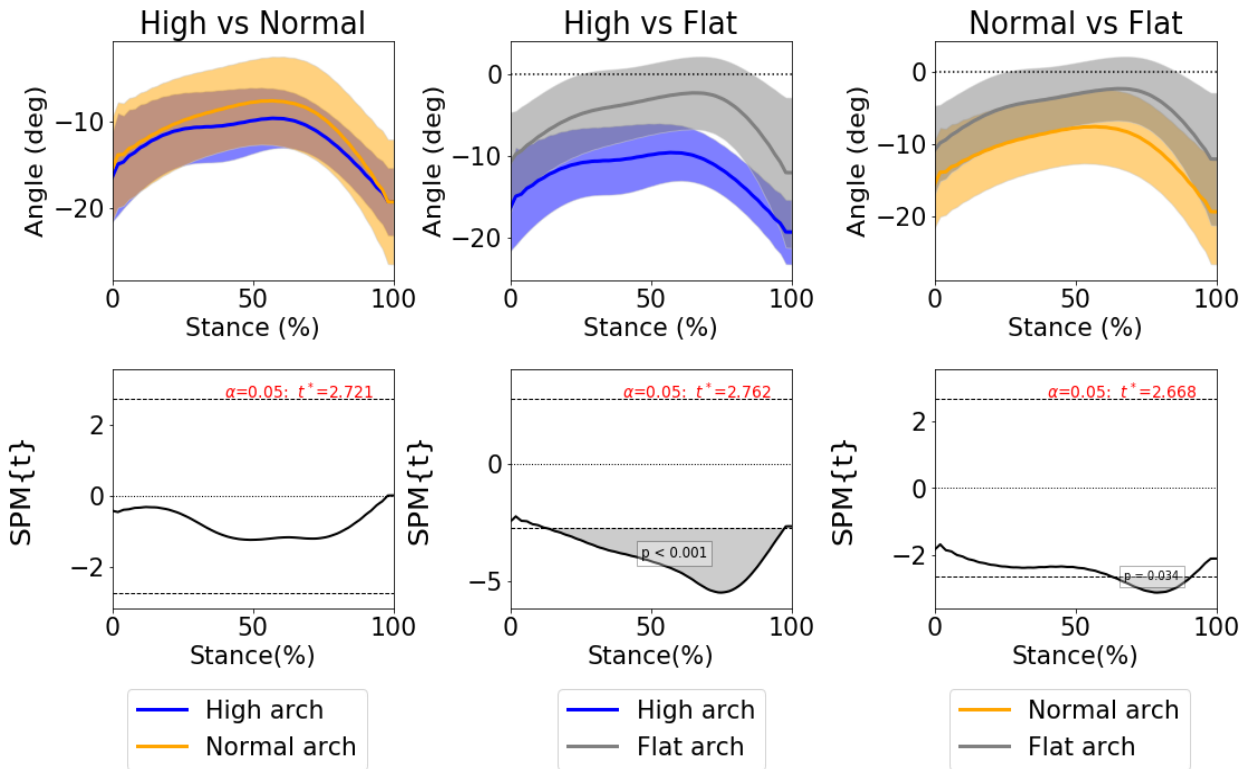 High vs Normal
High vs Flat
Normal vs Flat
Angle (deg)
−10
−20
0
50
100
Stance (%)
Angle (deg)
0
−10
−20
0
50
100
Stance (%)
Angle (deg)
0
−10
−20
0
50
100
Stance (%)
SPM{t}
2
0
−2
α=0.05: t*=2.721
0
50
100
Stance(%)
SPM{t}
0
−5
α=0.05: t*=2.762
p < 0.001
0
50
100
Stance(%)
SPM{t}
2
0
−2
α=0.05: t*=2.668
p = 0.034
0
50
100
Stance(%)
High arch
Normal arch
High arch
Flat arch
Normal arch
Flat arch